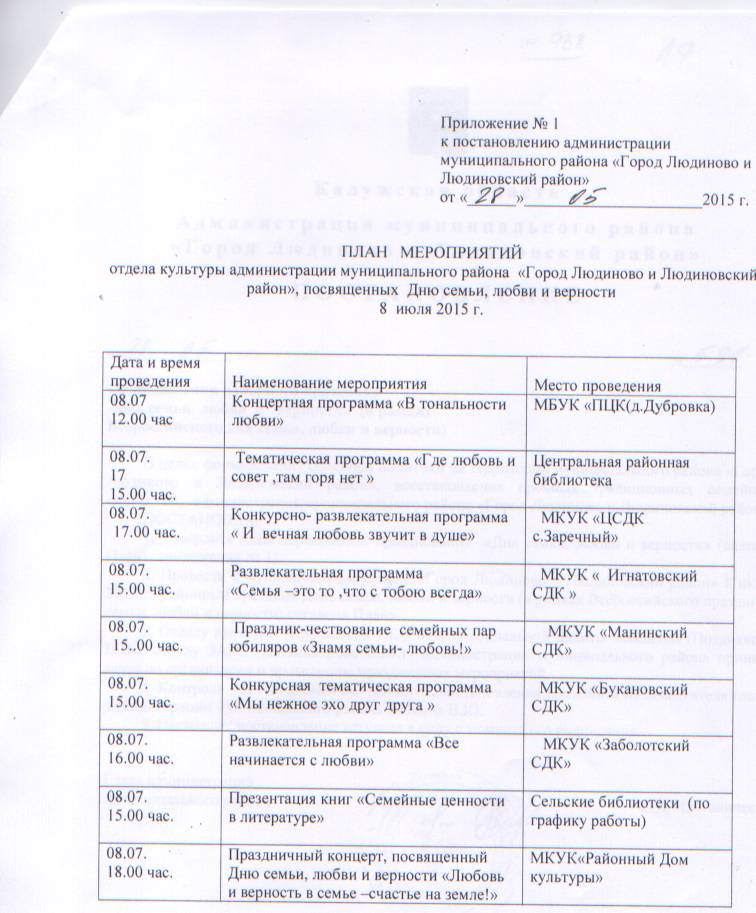 Приложение № 1
к постановлению администрации
муниципального района «Город Людиново и
Людиновский район»
от «28» 05 2015 г.
ПЛАН МЕРОПРИЯТИЙ
отдела культуры администрации муниципального района «Город Людиново и Людиновский
район», посвященных Дню семьи, любви и верности
8 июля 2015 г.
Дата и время
проведения
Наименование мероприятия
Место проведения
08.07
12.00 час
Концертная программа «В тональности
любви»
МБУК «ПЦК(д.Дубровка)
08.07.
17
15.00 час.
Тематическая программа «Где любовь и
совет ,там горя нет »
Центральная районная
библиотека
08.07.
17.00 час.
Конкурсно- развлекательная программа
« И вечная любовь звучит в душе»
МКУК «ЦСДК
с.Заречный»
08.07.
15.00 час.
Развлекательная программа
«Семья –это то ,что с тобою всегда»
МКУК « Игнатовский
СДК »
08.07.
15..00 час.
Праздник-чествование семейных пар
юбиляров «Знамя семьи- любовь!»
МКУК «Манинский
СДК»
08.07.
15.00 час.
Конкурсная тематическая программа
«Мы нежное эхо друг друга »
МКУК «Букановский
СДК»
08.07.
16.00 час.
Развлекательная программа «Все
начинается с любви»
МКУК «Заболотский
СДК»
08.07.
15.00 час.
Презентация книг «Семейные ценности
в литературе»
Сельские библиотеки (по
графику работы)
08.07.
18.00 час.
Праздничный концерт, посвященный
Дню семьи, любви и верности «Любовь
и верность в семье –счастье на земле!»
МКУК«Районный Дом
культуры»